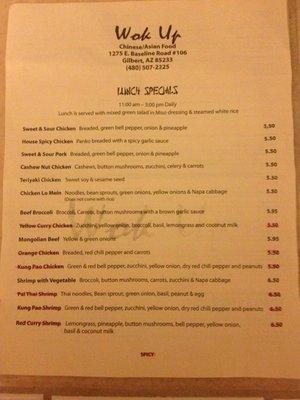 Wok Up
Chinese/Asian Food
1275 E. Baseline Road #106
Gilbert, AZ 85233
(480) 507-2225
LUNCH SPECIALS
11:00 am - 3:00 pm Daily
Lunch is served with mixed green salad in Miso dressing & steamed white rice
Sweet & Sour Chicken Breaded, green bell pepper, onion & pineapple 5.50
House Spicy Chicken Panko breaded with a spicy garlic sauce 5.50
Sweet & Sour Pork Breaded, green bell pepper, onion & pineapple 5.50
Cashew Nut Chicken Cashews, button mushrooms, zucchini, celery & carrots 5.50
Teriyaki Chicken Sweet soy & sesame seed 5.50
Chicken Lo Mein Noodles, bean sprouts, green onions, yellow onions & Napa cabbage 5.50
(Does not come with rice)
Beef Broccoli Broccoli, Carrots, button mushrooms with a brown garlic sauce 5.95
Yellow Curry Chicken Zucchini, yellow onion, broccoli, basil, lemongrass and coconut milk 5.50
Mongolian Beef Yellow & green onions 5.95
Orange Chicken Breaded, red chili pepper and carrots 5.50
Kung Pao Chicken Green & red bell pepper, zucchini, yellow onion, dry red chili pepper and peanuts 5.50
Shrimp with Vegetable Broccoli, button mushrooms, carrots, zucchini & Napa cabbage 6.50
Pat Thai Shrimp Thai noodles, Bean sprout, green onion, basil, peanut & egg 6.50
Kung Pao Shrimp Green & red bell pepper, zucchini, yellow onion, dry red chili pepper and peanuts 6.50
Red Curry Shrimp Lemongrass, pineapple, button mushrooms, bell pepper, yellow onion, 6.50
basil & coconut milk
SPICY